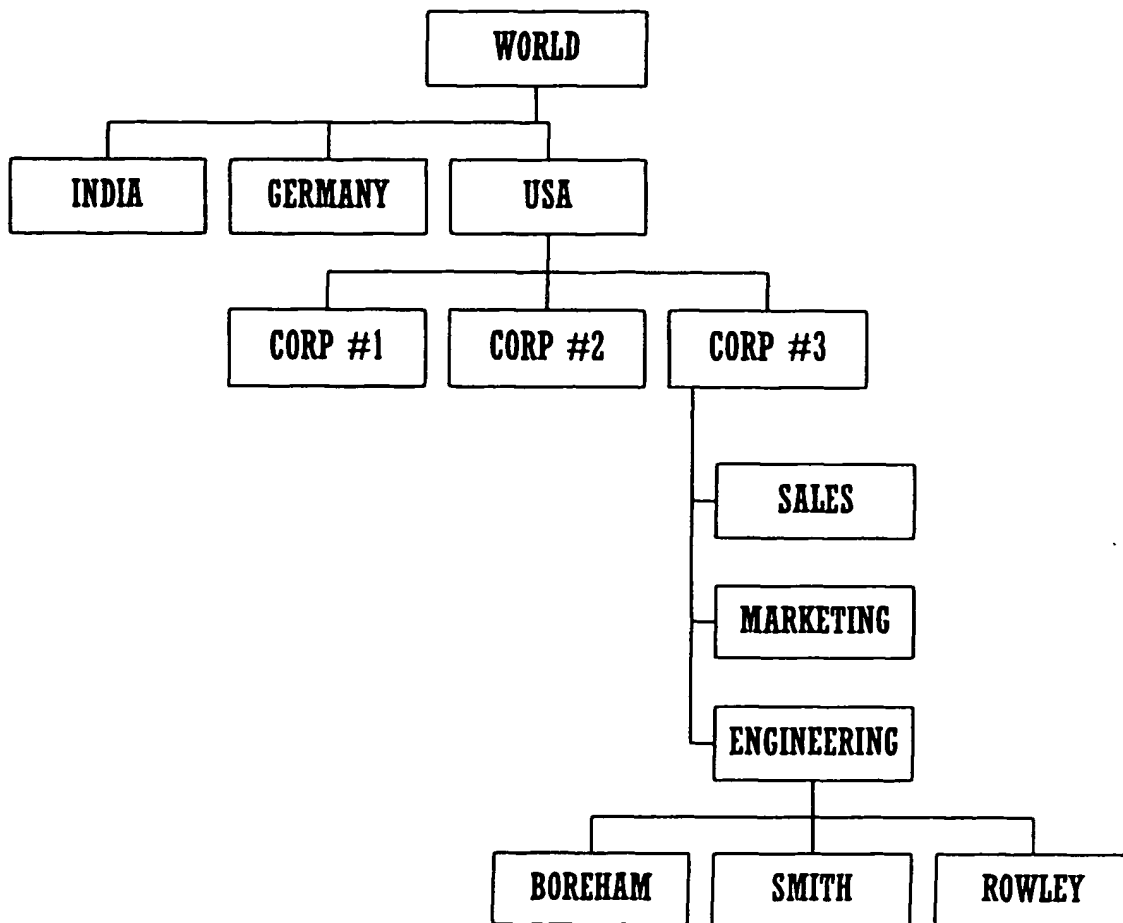 WORLD
INDIA GERMANY USA
CORP #1 CORP #2 CORP #3
SALES
MARKETING
ENGINEERING
BOREHAM SMITH ROWLEY